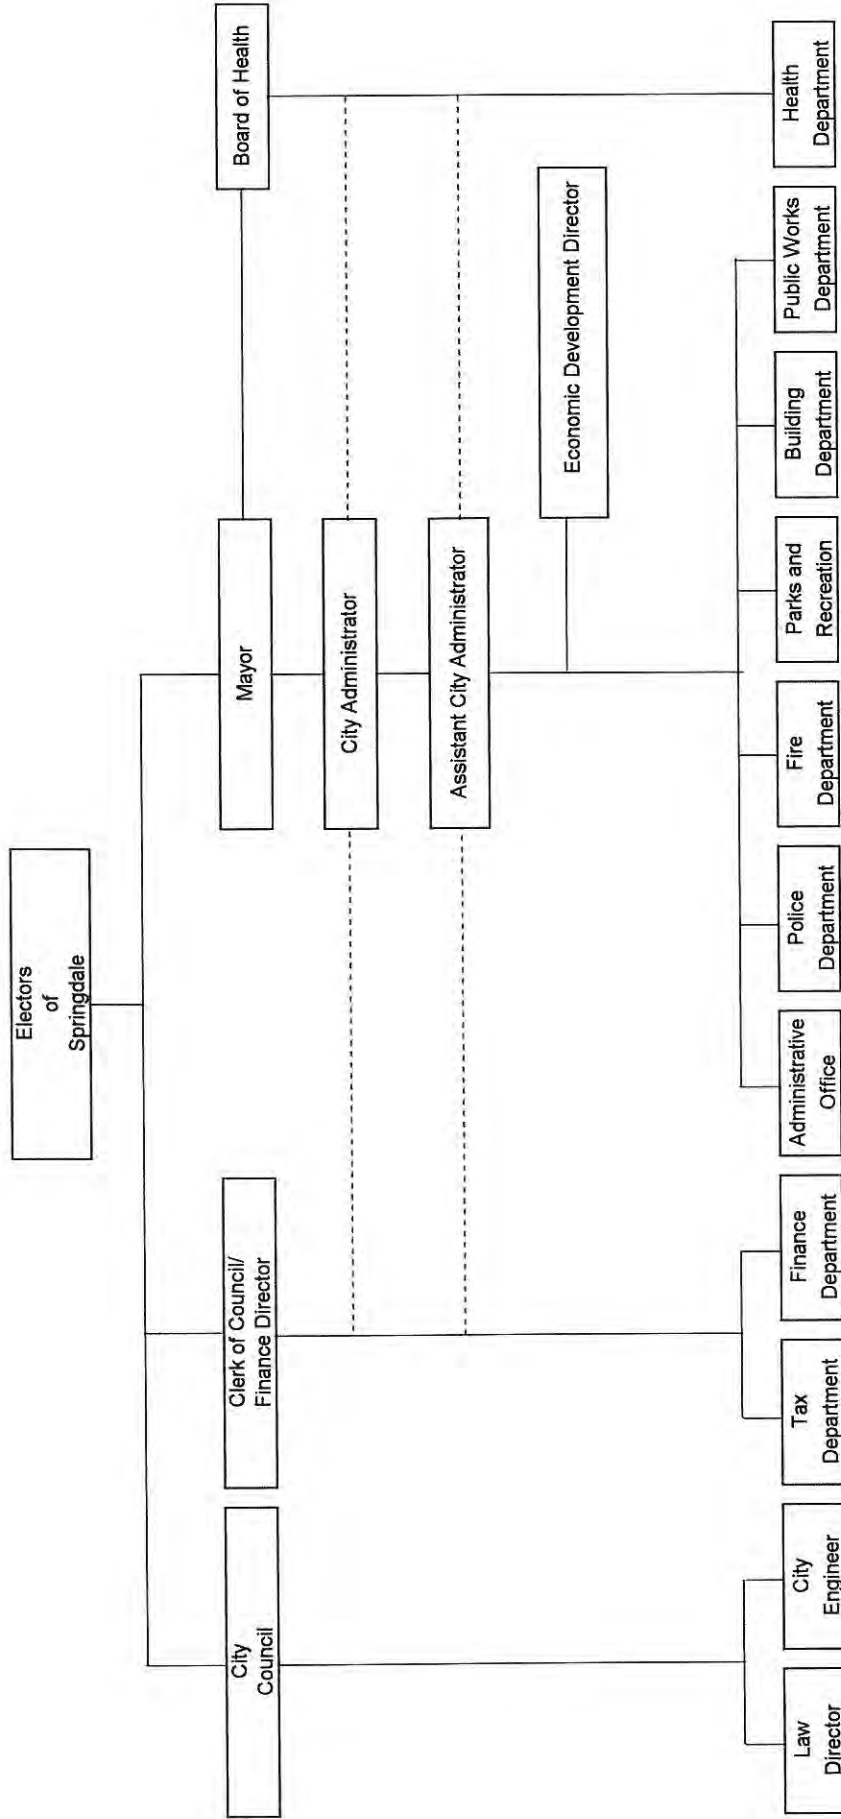 Electors
of
Springdale
City
Council
Clerk of Council/
Finance Director
Mayor
Board of Health
City Administrator
Assistant City Administrator
Economic Development Director
Law
Director
City
Engineer
Tax
Department
Finance
Department
Administrative
Office
Police
Department
Fire
Department
Parks and
Recreation
Building
Department
Public Works
Department
Health
Department